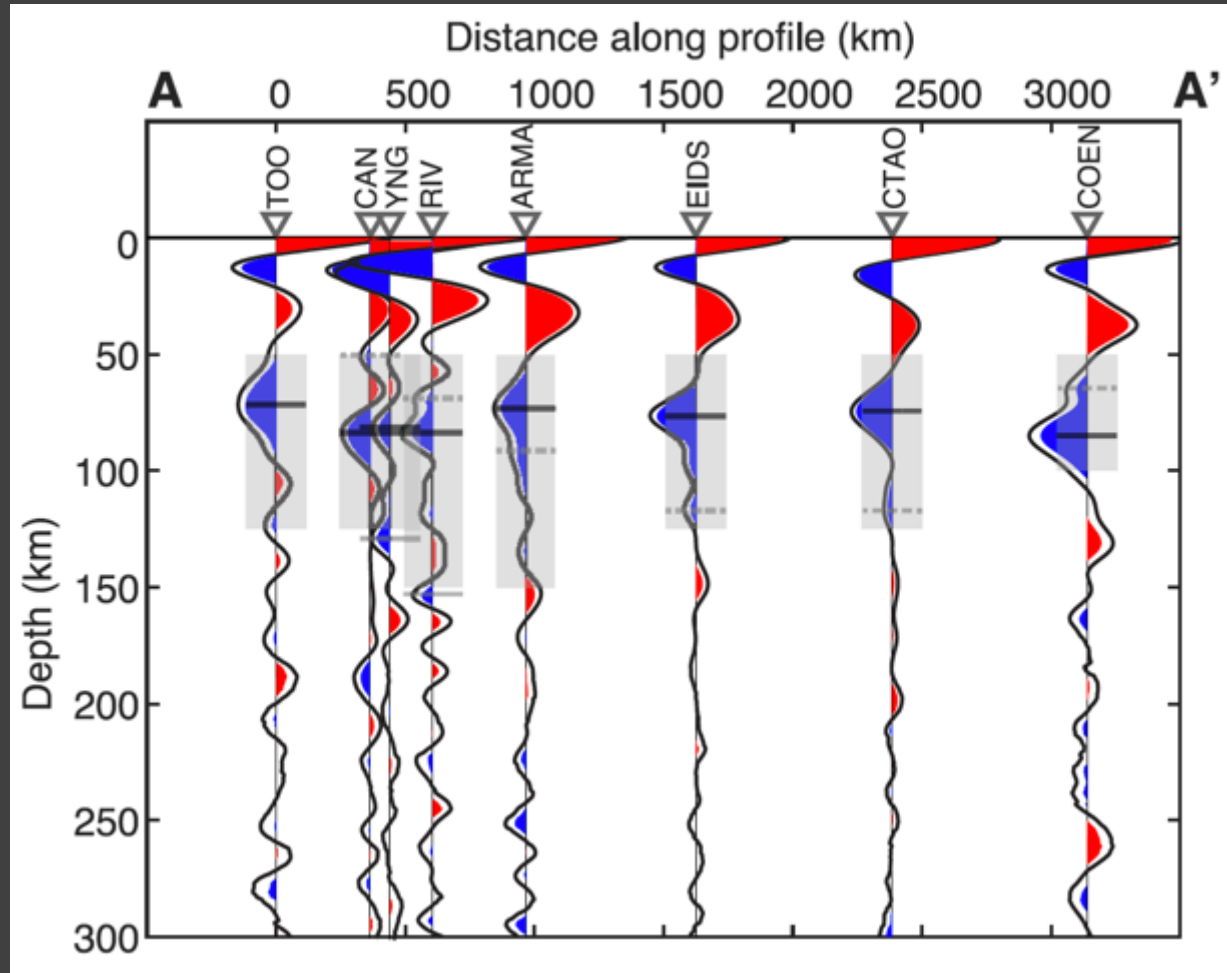 Distance along profile (km)
A 0 500 1000 1500 2000 2500 3000 A’
TOO CAN YNG RIV ARMA EIDS CTAO COEN
0
50
100
150
200
250
300
Depth (km)